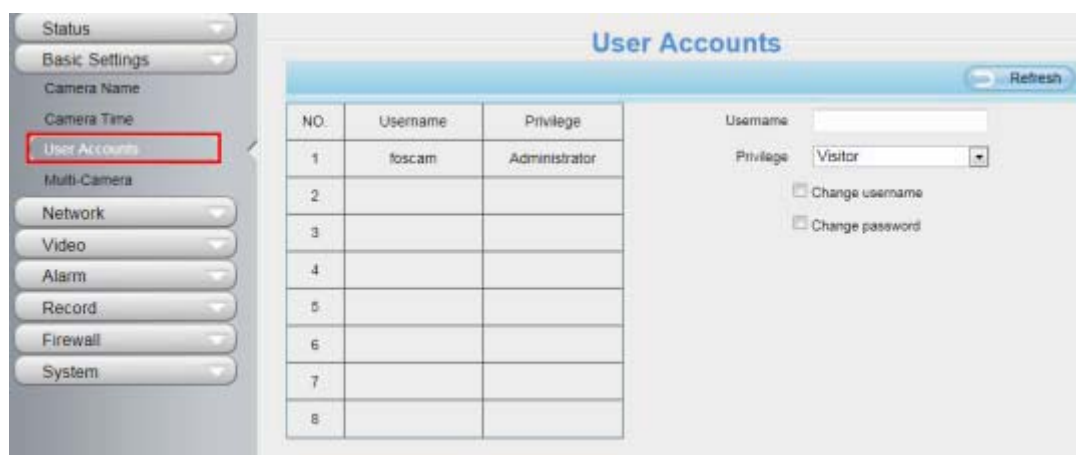 Status
Basic Settings
Camera Name
Camera Time
User Accounts
Multi-Camera
Network
Video
Alarm
Record
Firewall
System
User Accounts
Refresh
NO. Username Privilege
1 foscam Administrator
2
3
4
5
6
7
8
Username
Privilege Visitor
Change username
Change password